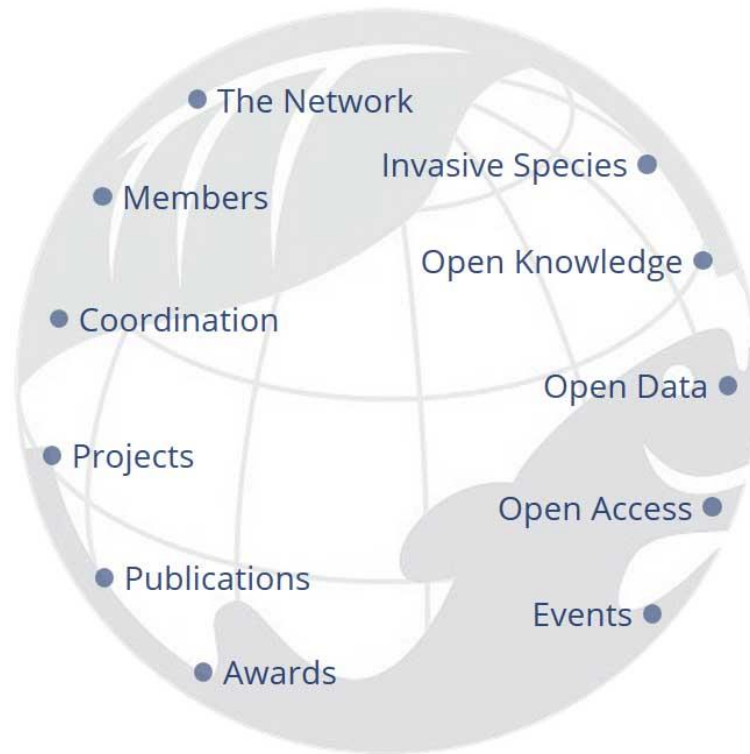 The Network
Members
Coordination
Projects
Publications
Awards
Invasive Species
Open Knowledge
Open Data
Open Access
Events